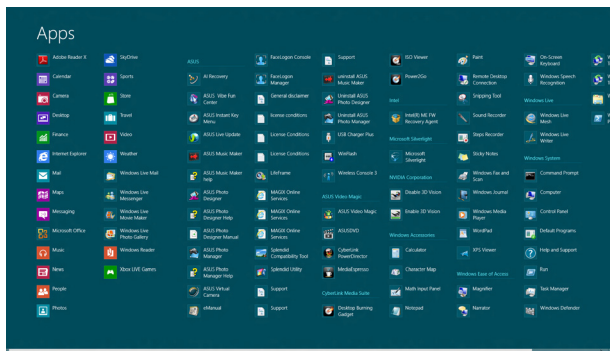 Apps
Adobe Reader X
Calendar
Camera
Desktop
Finance
Internet Explorer
Mail
Maps
Messaging
Microsoft Office
Music
News
People
Photos
SkyDrive
Sports
Store
Travel
Video
Weather
Windows Live Mail
Windows Live
Messenger
Windows Live
Movie Maker
Windows Live
Photo Gallery
Windows Reader
Xbox LIVE Games
ASUS
AI Recovery
ASUS Vibe Fun
Center
ASUS Instant Key
Menu
ASUS Live Update
ASUS Music Maker
ASUS Music Maker
help
ASUS Photo
Designer
ASUS Photo
Designer Help
ASUS Photo
Designer Manual
ASUS Photo
Manager
ASUS Photo
Manager Help
ASUS Virtual
Camera
eManual
FaceLogon Console
FaceLogon
Manager
General disclaimer
license conditions
License Conditions
License Conditions
LifeFrame
MAGIX Online
Services
MAGIX Online
Services
MAGIX Online
Services
Splendid
Compatibility Tool
Splendid Utility
Support
Support
Support
uninstall ASUS
Music Maker
Uninstall ASUS
Photo Designer
Uninstall ASUS
Photo Manager
USB Charger Plus
WinFlash
Wireless Console 3
ASUS Video Magic
ASUS Video Magic
ASUSDVD
CyberLink
PowerDirector
MediaEspresso
CyberLink Media Suite
Desktop Burning
Gadget
ISO Viewer
Power2Go
Intel
Intel(R) ME FW
Recovery Agent
Microsoft Silverlight
Microsoft
Silverlight
NVIDIA Corporation
Disable 3D Vision
Enable 3D Vision
Windows Accessories
Calculator
Character Map
Math Input Panel
Notepad
Paint
Remote Desktop
Connection
Snipping Tool
Sound Recorder
Steps Recorder
Sticky Notes
Windows Fax and
Scan
Windows Journal
Windows Media
Player
WordPad
XPS Viewer
Windows Ease of Access
Magnifier
Narrator
On-Screen
Keyboard
Windows Speech
Recognition
Windows Live
Windows Live
Mesh
Windows Live
Writer
Windows System
Command Prompt
Computer
Control Panel
Default Programs
Help and Support
Run
Task Manager
Windows Defender